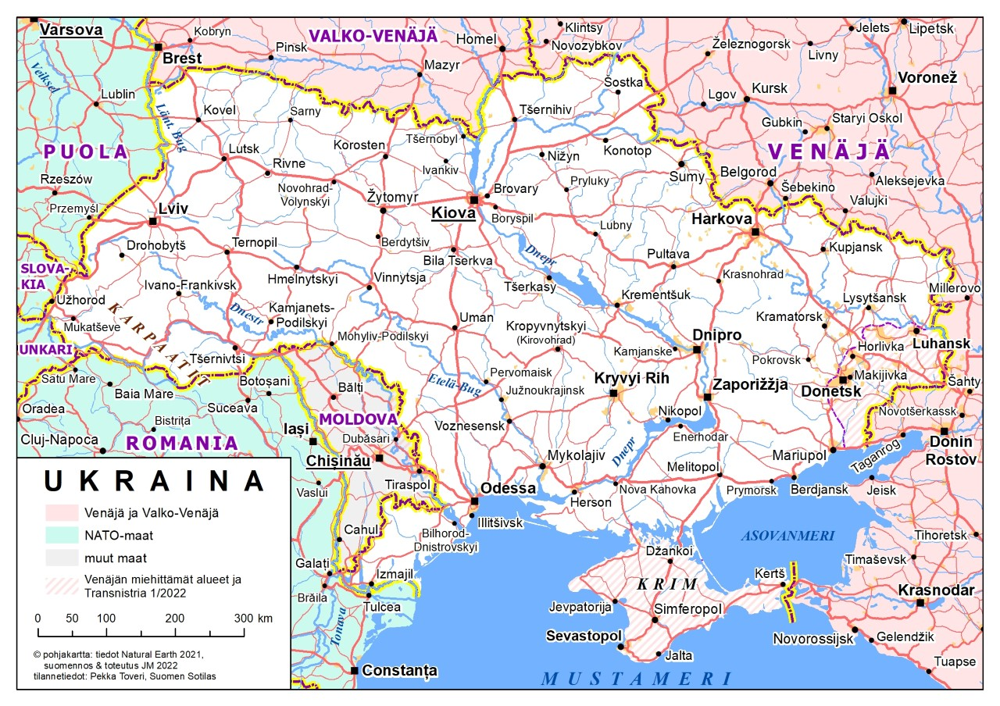 Varsova
Kobryn
VALKO-VENÄJÄ
Homel
Klintsy
Novozybkov
Železnogorsk
Jelets
Lipetsk
Livny
Brest
Pinsk
Mazyr
Veiksel
Lublin
Länt. Bug
Kovel
Sarny
Šostka
Tšernihiv
Lgov
Kursk
Voronež
Gubkin
Staryi Oskol
PUOLA
Lutsk
Rivne
Korosten
Tšernobyl
Ivankiv
Nižyn
Konotop
Pryluky
Sumy
Belgorod
VENÄJÄ
Šebekino
Aleksejevka
Valujki
Rzeszów
Przemyśl
Novohrad-
Volynskyi
Žytomyr
Brovary
Kiova
Boryspil
Lviv
Harkova
Drohobytš
Ternopil
Berdytšiv
Bila Tserkva
Lubny
Dnepr
Pultava
Kupjansk
SLOVA-
KIA
Ivano-Frankivsk
Hmelnytskyi
Vinnytsja
Tšerkasy
Krasnohrad
Millerovo
Užhorod
Mukatševe
KARPAATIT
Dnestr
Kamjanets-
Podilskyi
Krementšuk
Lysytšansk
Uman
Kropyvnytskyi
(Kirovohrad)
Kramatorsk
Mohyliv-Podilskyi
Dnipro
Horlivka
Luhansk
UNKARI
Tšernivtsi
Kamjanske
Pokrovsk
Satu Mare
Baia Mare
Botoșani
Bălți
Pervomaisk
Etelä-Bug
Južnoukrajinsk
Kryvyi Rih
Zaporižžja
Makijivka
Donetsk
Šahty
Oradea
Suceava
Bistrița
Iași
MOLDOVA
Voznesensk
Nikopol
Novotšerkassk
Cluj-Napoca
ROMANIA
Dubăsari
Enerhodar
Donin
Rostov
Chișinău
Mykolajiv
Dnepr
Melitopol
Mariupol
Taganrog
Vaslui
Tiraspol
Odessa
Nova Kahovka
Prymorsk
Berdjansk
Jeisk
Herson
Illitšivsk
Cahul
Bilhorod-
Dnistrovskyi
ASOVANMERI
Tihoretsk
Džankoi
Timaševsk
Galați
Izmajil
Kertš
KRIM
Brăila
Tulcea
Jevpatorija
Simferopol
Krasnodar
Tonava
Sevastopol
Novorossijsk
Gelendžik
Jalta
Tuapse
Constanța
MUSTAMERI
UKRAINA
Venäjä ja Valko-Venäjä
NATO-maat
muut maat
Venäjän miehittämät alueet ja
Transnistria 1/2022
0 50 100 200 300 km
© pohjakartta: tiedot Natural Earth 2021,
suomennos & toteutus JM 2022
tilannetiedot: Pekka Toveri, Suomen Sotilas